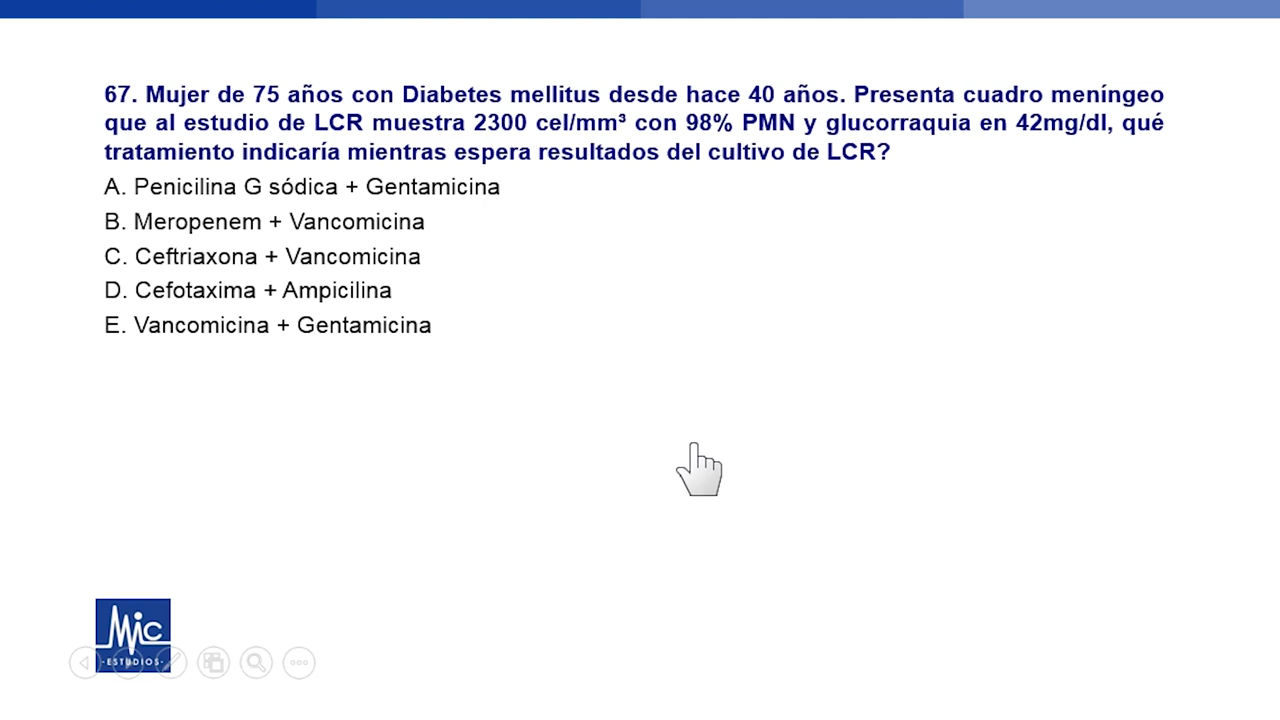 67. Mujer de 75 años con Diabetes mellitus desde hace 40 años. Presenta cuadro meníngeo
que al estudio de LCR muestra 2300 cel/mm³ con 98% PMN y glucorraquia en 42mg/dl, qué
tratamiento indicaría mientras espera resultados del cultivo de LCR?
A. Penicilina G sódica + Gentamicina
B. Meropenem + Vancomicina
C. Ceftriaxona + Vancomicina
D. Cefotaxima + Ampicilina
E. Vancomicina + Gentamicina
Mic
·ESTUDIOS·